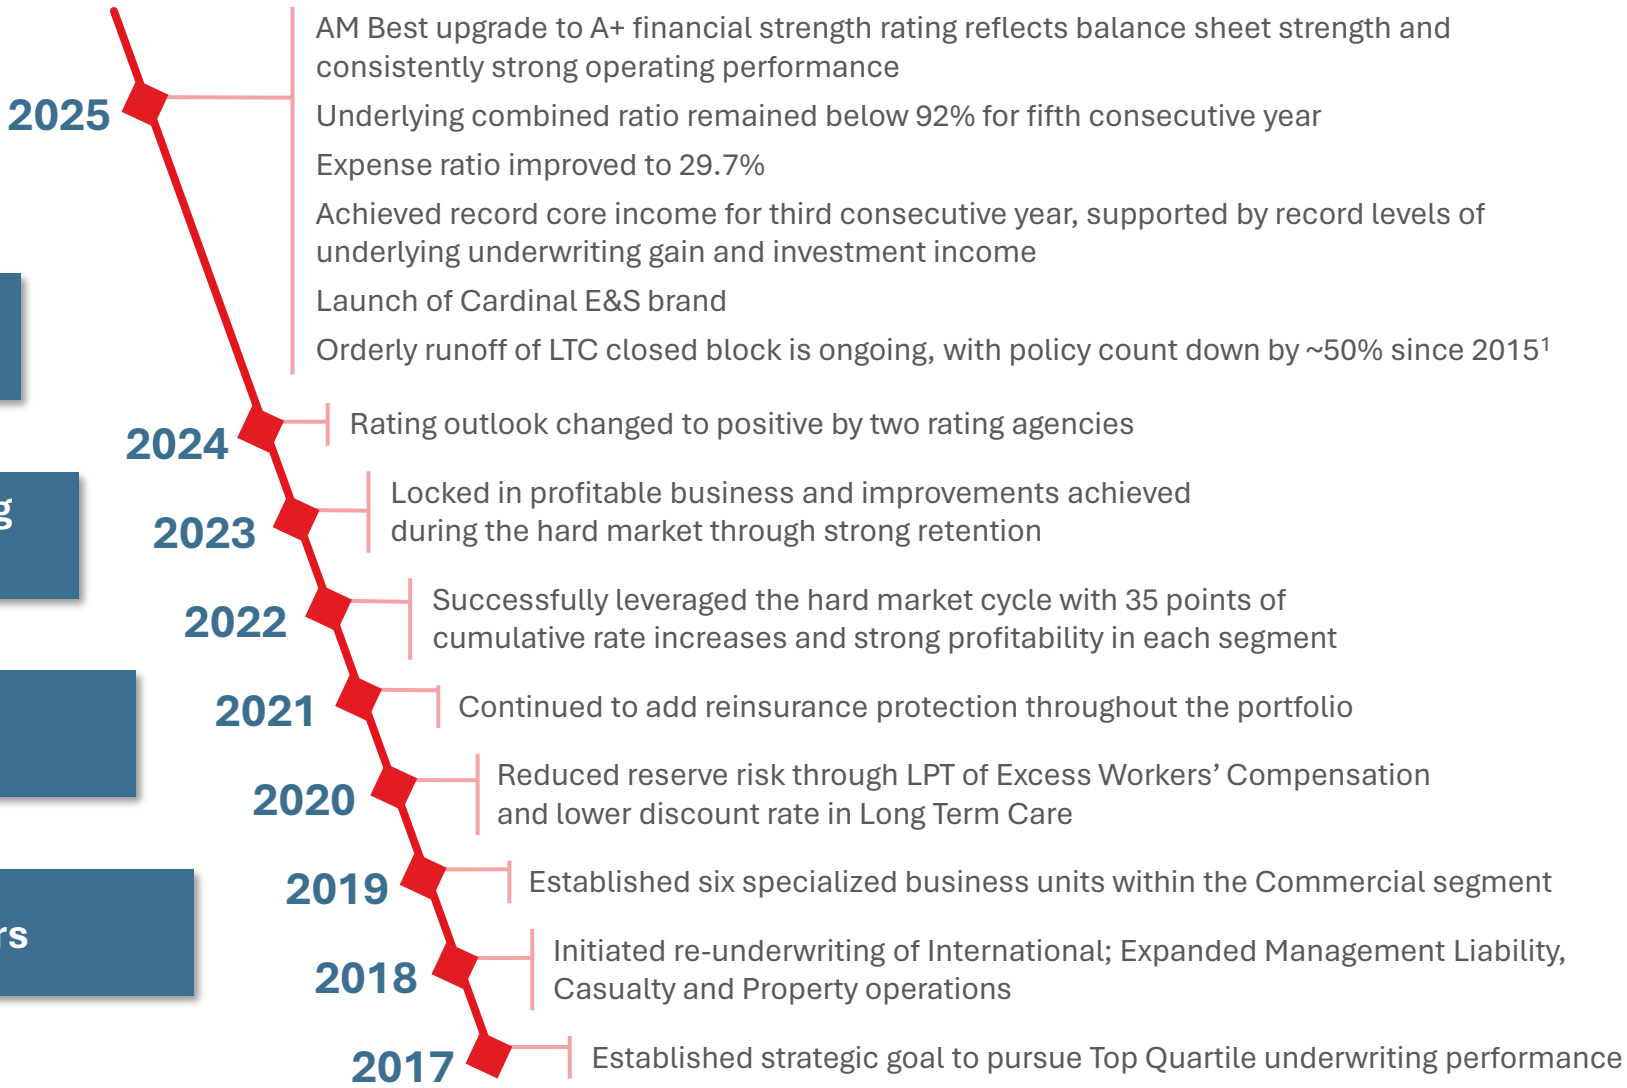 2025
AM Best upgrade to A+ financial strength rating reflects balance sheet strength and
consistently strong operating performance
Underlying combined ratio remained below 92% for fifth consecutive year
Expense ratio improved to 29.7%
Achieved record core income for third consecutive year, supported by record levels of
underlying underwriting gain and investment income
Launch of Cardinal E&S brand
Orderly runoff of LTC closed block is ongoing, with policy count down by ~50% since 2015¹
2024
Rating outlook changed to positive by two rating agencies
2023
Locked in profitable business and improvements achieved
during the hard market through strong retention
2022
Successfully leveraged the hard market cycle with 35 points of
cumulative rate increases and strong profitability in each segment
2021
Continued to add reinsurance protection throughout the portfolio
2020
Reduced reserve risk through LPT of Excess Workers’ Compensation
and lower discount rate in Long Term Care
2019
Established six specialized business units within the Commercial segment
2018
Initiated re-underwriting of International; Expanded Management Liability,
Casualty and Property operations
2017
Established strategic goal to pursue Top Quartile underwriting performance